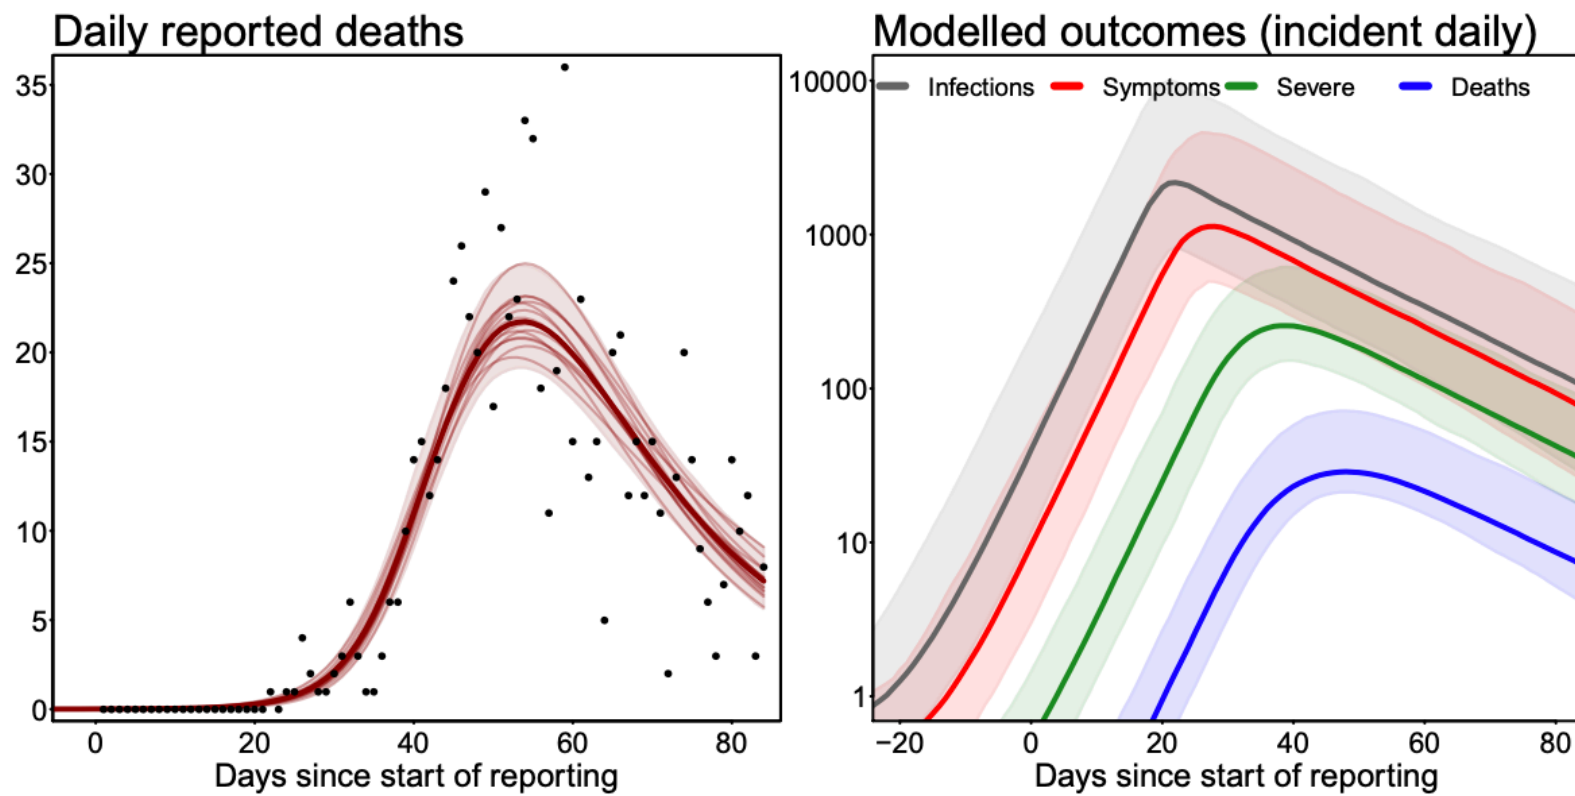 Daily reported deaths
35
30
25
20
15
10
5
0
0 20 40 60 80
Days since start of reporting
Modelled outcomes (incident daily)
Infections Symptoms Severe Deaths
10000
1000
100
10
1
−20 0 20 40 60 80
Days since start of reporting